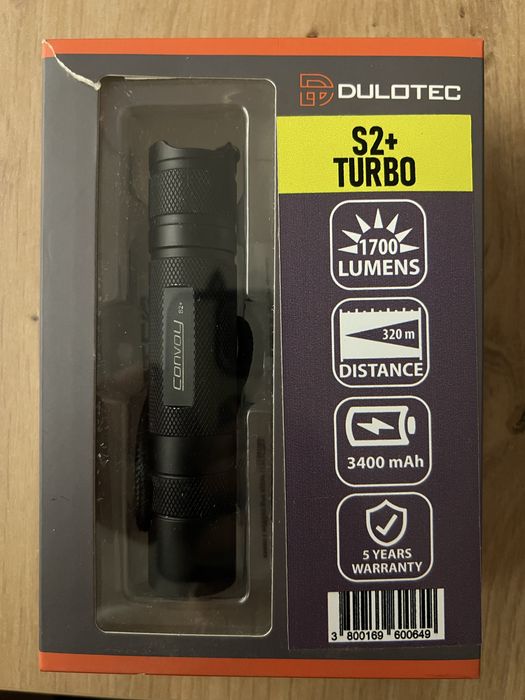 DULOTEC
S2+
TURBO
1700
LUMENS
320 m
DISTANCE
3400 mAh
5 YEARS
WARRANTY
3 800169 600649
convoy S2+